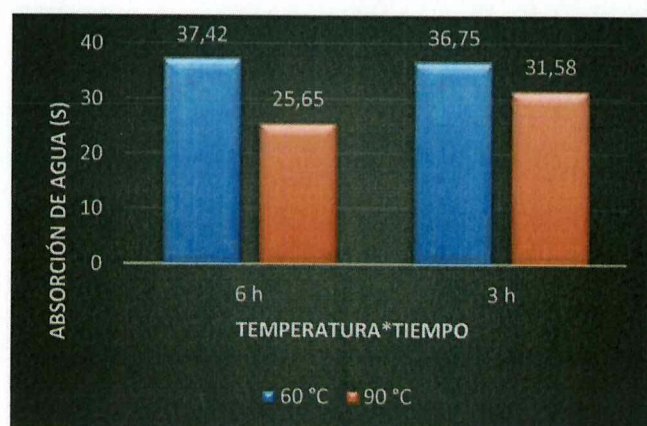 40
37,42
36,75
31,58
30
25,65
20
10
0
ABSORCIÓN DE AGUA (S)
6 h
3 h
TEMPERATURA*TIEMPO
60 °C
90 °C